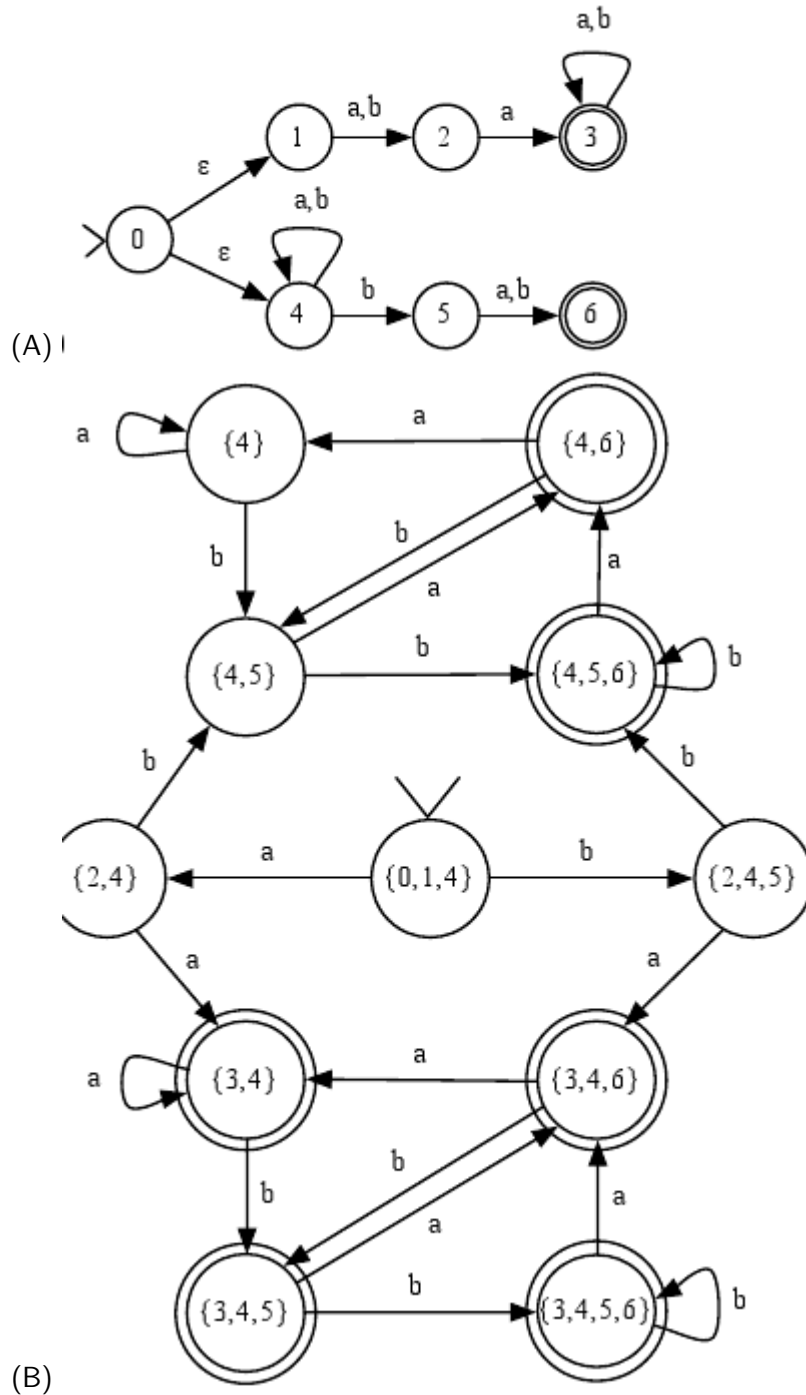 a,b
1
a,b
2
a
3
ε
a,b
0
ε
4
b
5
a,b
6
(A)
a
{4}
a
{4,6}
b
b
a
a
{4,5}
b
{4,5,6}
b
b
b
{2,4}
a
{0,1,4}
b
{2,4,5}
a
a
a
{3,4}
a
{3,4,6}
b
b
a
a
{3,4,5}
b
{3,4,5,6}
b
(B)